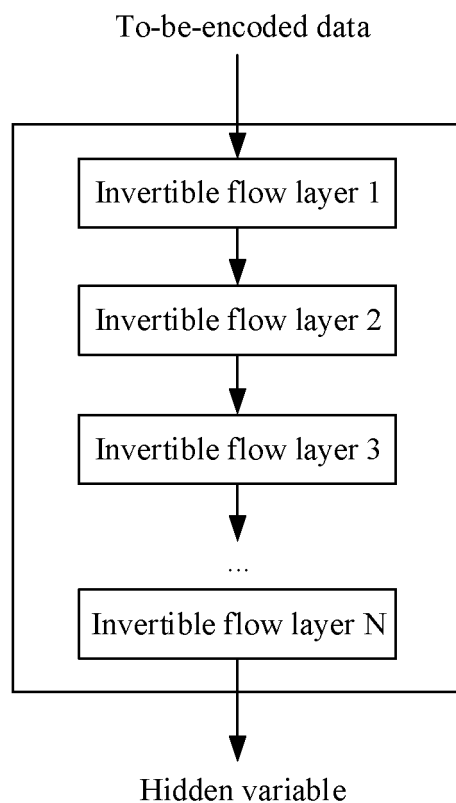 To-be-encoded data
Invertible flow layer 1
Invertible flow layer 2
Invertible flow layer 3
...
Invertible flow layer N
Hidden variable